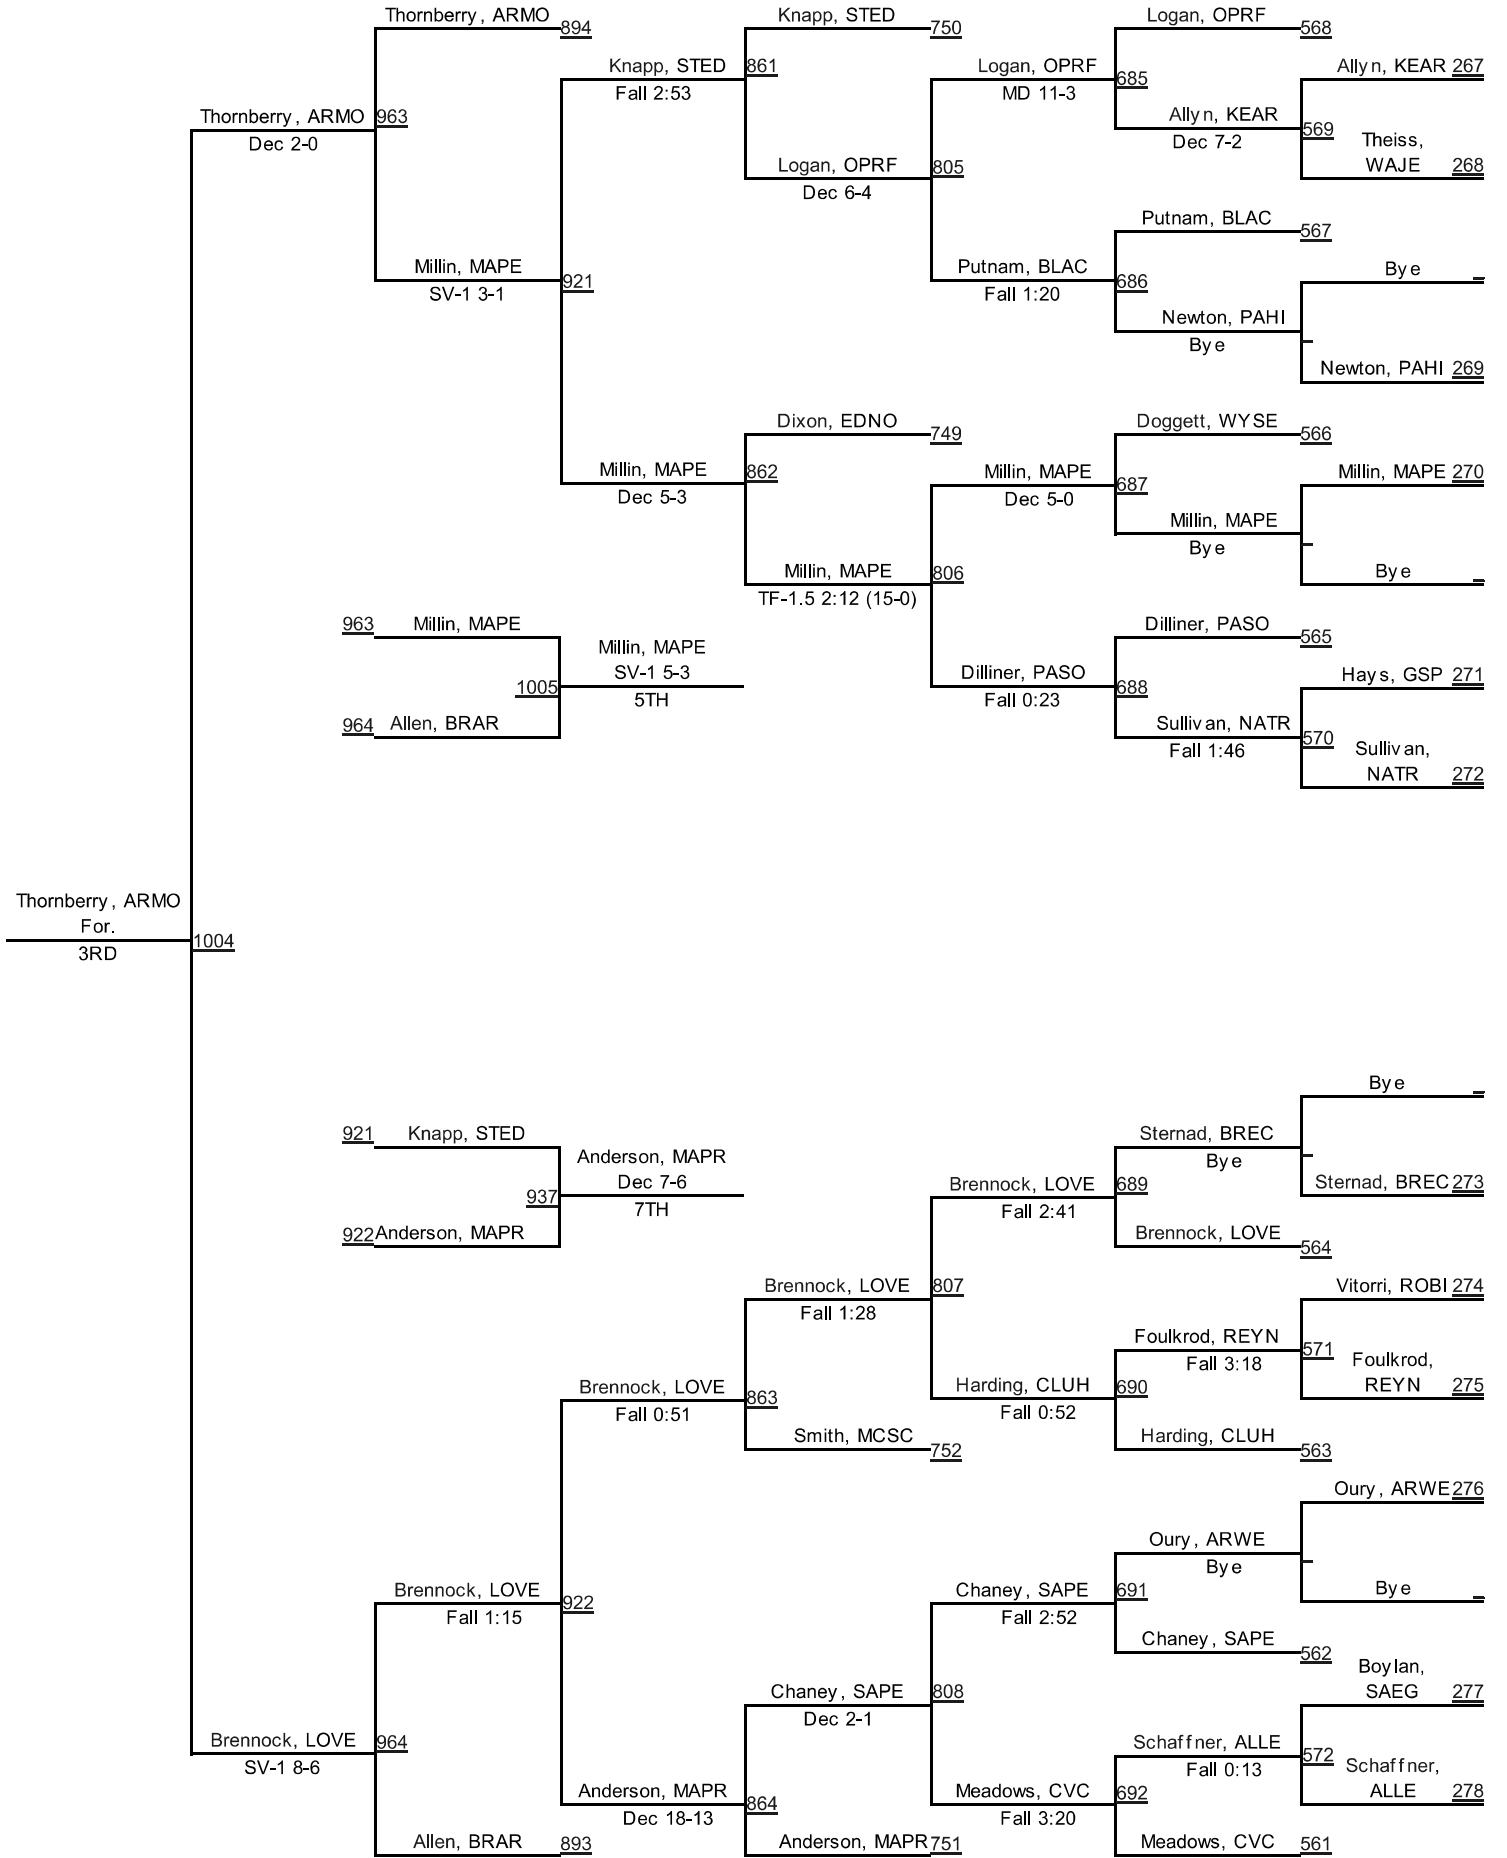 Thornberry, ARMO
894
Knapp, STED
750
Logan, OPRF
568
Knapp, STED
861
Fall 2:53
Logan, OPRF
MD 11-3
685
Allyn, KEAR 267
Thornberry, ARMO
963
Dec 2-0
Allyn, KEAR
Dec 7-2
569
Theiss,
WAJE 268
Logan, OPRF
Dec 6-4
805
Putnam, BLAC
567
Millin, MAPE
SV-1 3-1
921
Putnam, BLAC
Fall 1:20
686
Bye
Newton, PAHI
Bye
Newton, PAHI 269
Dixon, EDNO
749
Doggett, WYSE
566
Millin, MAPE
Dec 5-3
862
Millin, MAPE
Dec 5-0
687
Millin, MAPE 270
Millin, MAPE
Bye
Millin, MAPE
TF-1.5 2:12 (15-0)
806
Bye
963 Millin, MAPE
Millin, MAPE
SV-1 5-3
1005
5TH
964 Allen, BRAR
Dilliner, PASO
565
Dilliner, PASO
Fall 0:23
688
Hays, GSP 271
Sullivan, NATR
Fall 1:46
570
Sullivan,
NATR 272
Thornberry, ARMO
For.
3RD
1004
Bye
921 Knapp, STED
Anderson, MAPR
Dec 7-6
937
7TH
922 Anderson, MAPR
Sternad, BREC
Bye
Sternad, BREC 273
Brennock, LOVE
Fall 2:41
689
Brennock, LOVE
564
Brennock, LOVE
Fall 1:28
807
Vitorri, ROBI 274
Foulkrod, REYN
Fall 3:18
571
Foulkrod,
REYN 275
Brennock, LOVE
Fall 0:51
863
Harding, CLUH
Fall 0:52
690
Smith, MCSC
752
Harding, CLUH
563
Oury, ARWE 276
Oury, ARWE
Bye
Brennock, LOVE
Fall 1:15
922
Chaney, SAPE
Fall 2:52
691
Bye
Chaney, SAPE
562
Boylan,
SAEG 277
Chaney, SAPE
Dec 2-1
808
Brennock, LOVE
SV-1 8-6
964
Schaffner, ALLE
Fall 0:13
572
Schaffner,
ALLE 278
Anderson, MAPR
Dec 18-13
864
Meadows, CVC
Fall 3:20
692
Allen, BRAR
893
Anderson, MAPR 751
Meadows, CVC
561